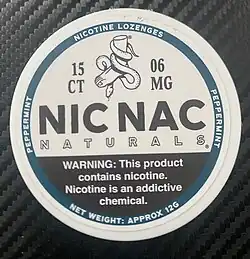 NICOTINE LOZENGES
15 CT
06 MG
NIC NAC
NATURALS®
PEPPERMINT
PEPPERMINT
WARNING: This product
contains nicotine.
Nicotine is an addictive
chemical.
NET WEIGHT: APPROX 12G